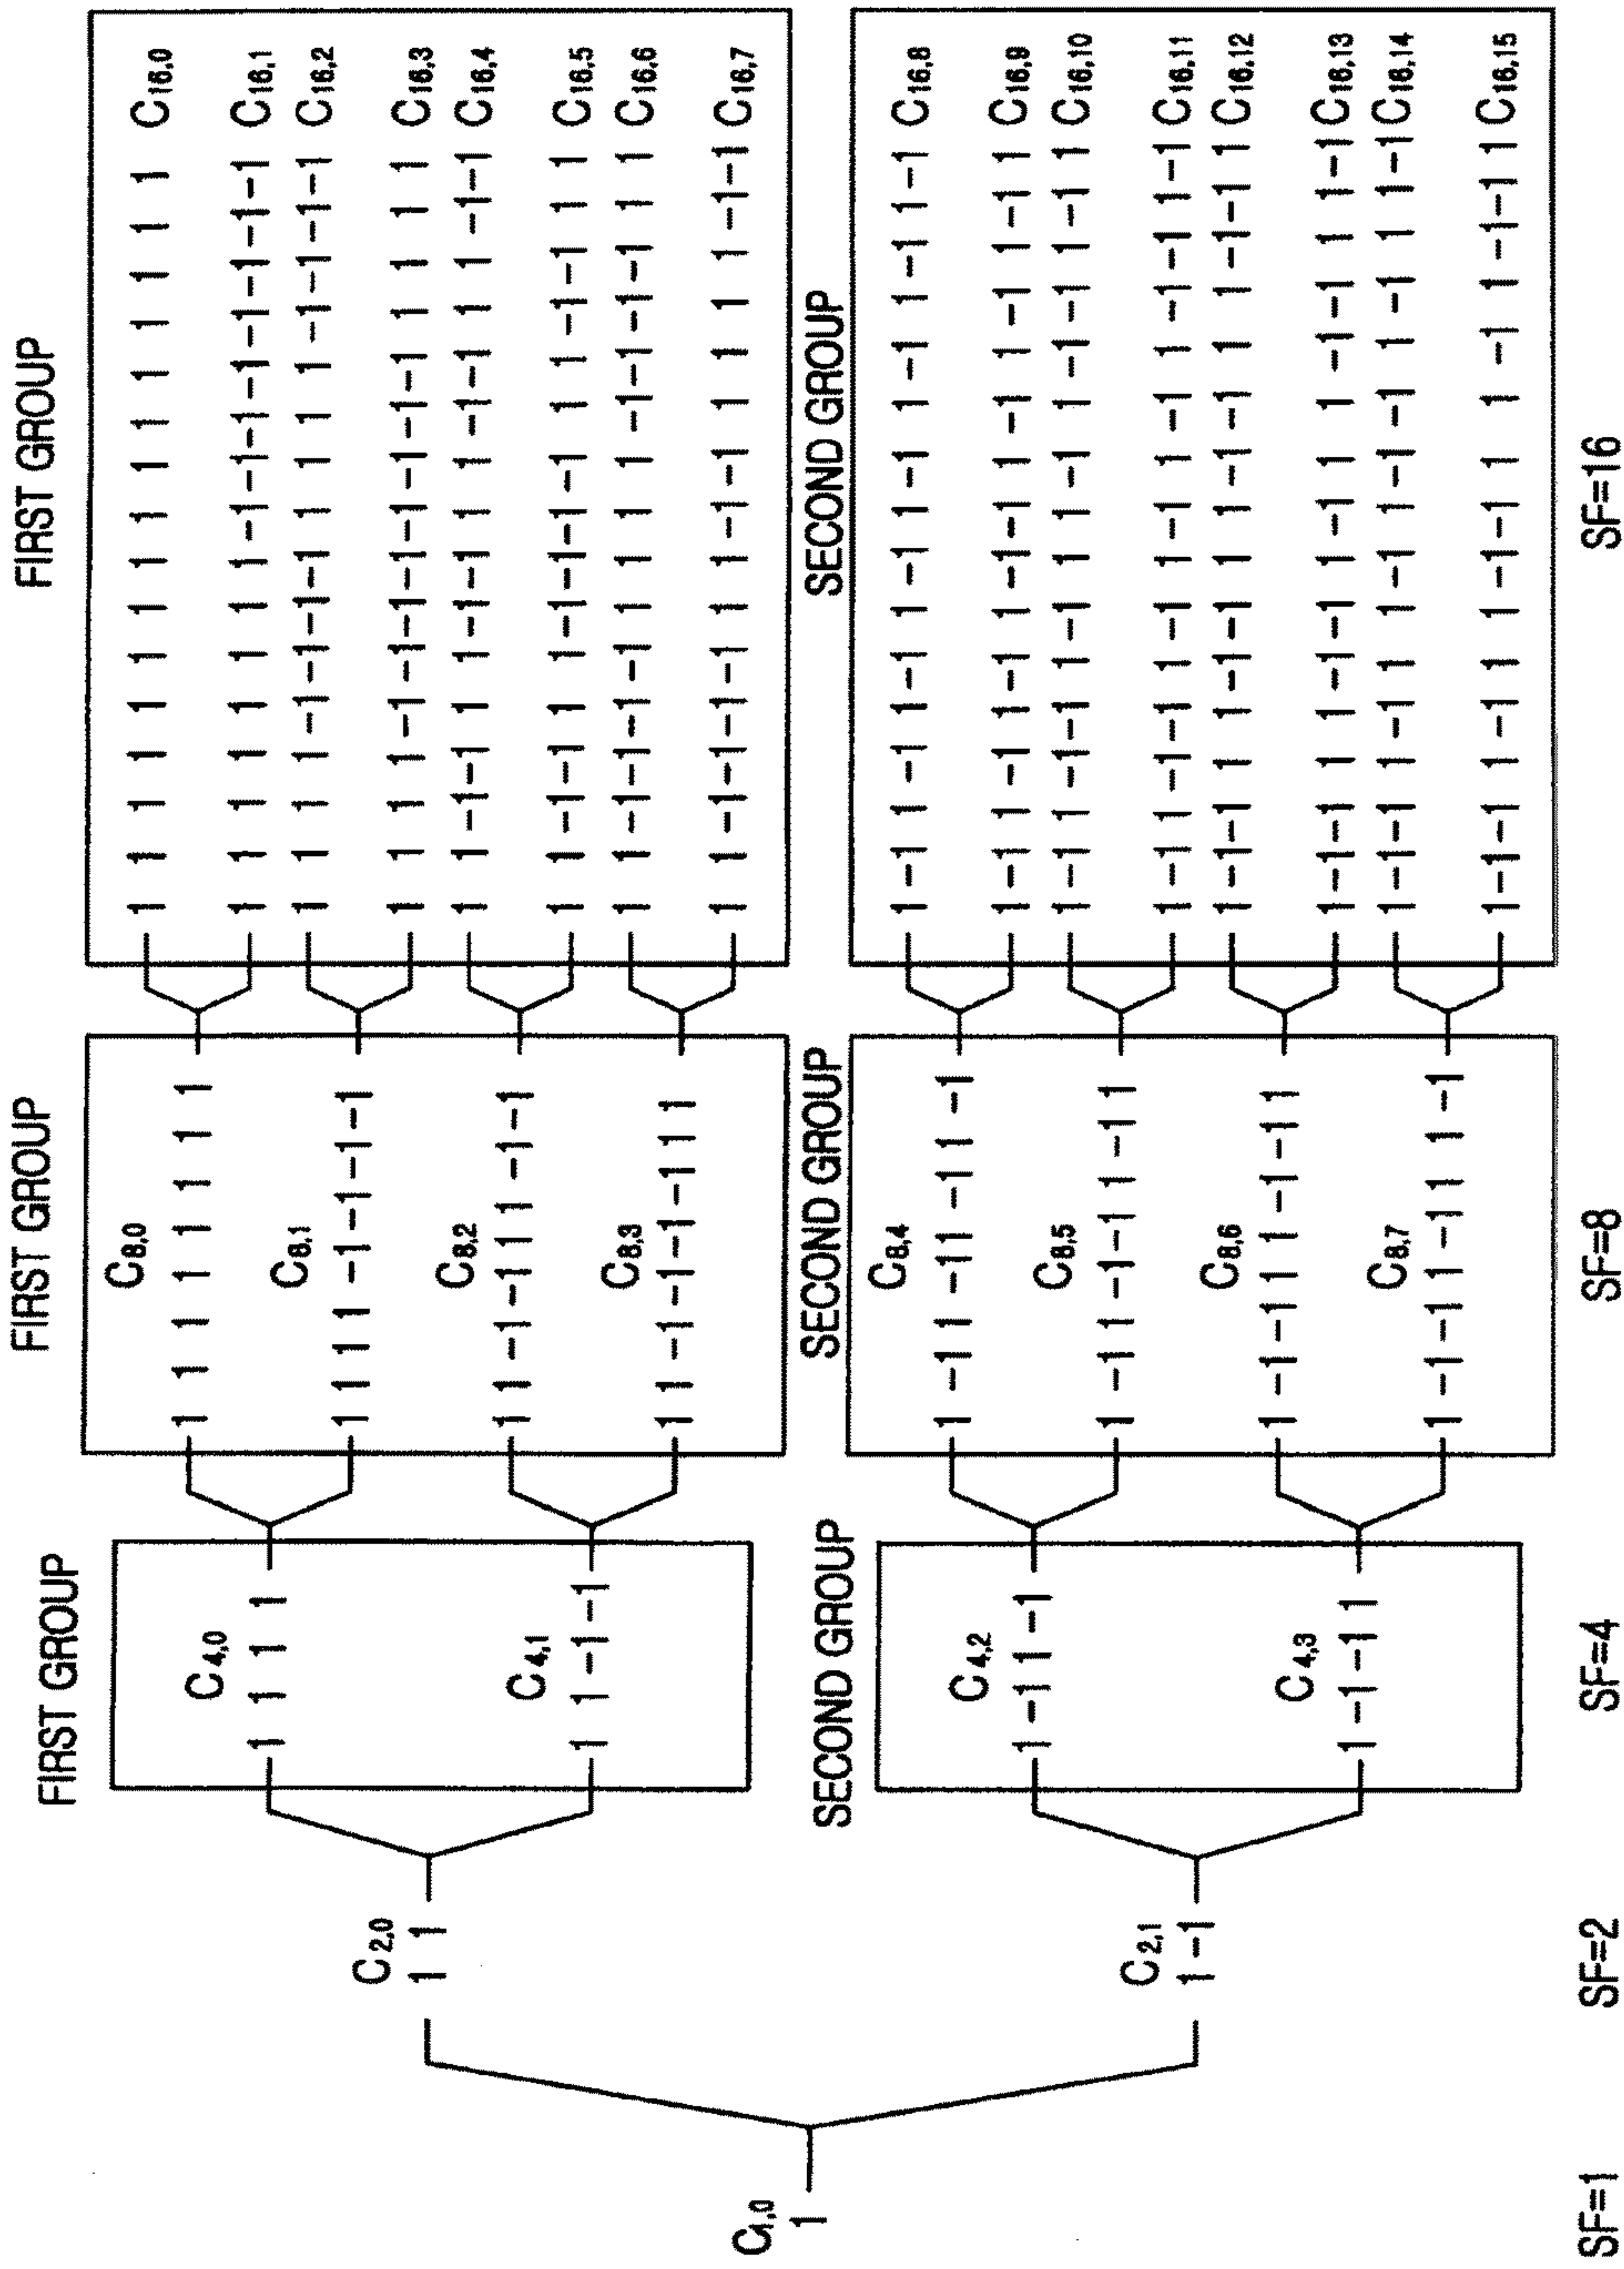 C1,0
1
C2,0
1 1
C2,1
1 -1
FIRST GROUP
C4,0
1 1 1 1
C4,1
1 1 -1 -1
SECOND GROUP
C4,2
1 -1 1 -1
C4,3
1 -1 -1 1
FIRST GROUP
C8,0
1 1 1 1 1 1 1 1
C8,1
1 1 1 1 -1 -1 -1 -1
C8,2
1 1 -1 -1 1 1 -1 -1
C8,3
1 1 -1 -1 -1 -1 1 1
SECOND GROUP
C8,4
1 -1 1 -1 1 -1 1 -1
C8,5
1 -1 1 -1 -1 1 -1 1
C8,6
1 -1 -1 1 1 -1 -1 1
C8,7
1 -1 -1 1 -1 1 1 -1
FIRST GROUP
1 1 1 1 1 1 1 1 1 1 1 1 1 1 1 1 C16,0
1 1 1 1 1 1 1 1 -1 -1 -1 -1 -1 -1 -1 -1 C16,1
1 1 1 1 -1 -1 -1 -1 1 1 1 1 -1 -1 -1 -1 C16,2
1 1 1 1 -1 -1 -1 -1 -1 -1 -1 -1 1 1 1 1 C16,3
1 1 -1 -1 1 1 -1 -1 1 1 -1 -1 1 1 -1 -1 C16,4
1 1 -1 -1 1 1 -1 -1 -1 -1 1 1 -1 -1 1 1 C16,5
1 1 -1 -1 -1 -1 1 1 1 1 -1 -1 -1 -1 1 1 C16,6
1 1 -1 -1 -1 -1 1 1 -1 -1 1 1 1 1 -1 -1 C16,7
SECOND GROUP
1 -1 1 -1 1 -1 1 -1 1 -1 1 -1 1 -1 1 -1 C16,8
1 -1 1 -1 1 -1 1 -1 -1 1 -1 1 -1 1 -1 1 C16,9
1 -1 1 -1 -1 1 -1 1 1 -1 1 -1 -1 1 -1 1 C16,10
1 -1 1 -1 -1 1 -1 1 -1 1 -1 1 1 -1 1 -1 C16,11
1 -1 -1 1 1 -1 -1 1 1 -1 -1 1 1 -1 -1 1 C16,12
1 -1 -1 1 1 -1 -1 1 -1 1 1 -1 -1 1 1 -1 C16,13
1 -1 -1 1 -1 1 1 -1 1 -1 -1 1 -1 1 1 -1 C16,14
1 -1 -1 1 -1 1 1 -1 -1 1 1 -1 1 -1 -1 1 C16,15
SF=1
SF=2
SF=4
SF=8
SF=16